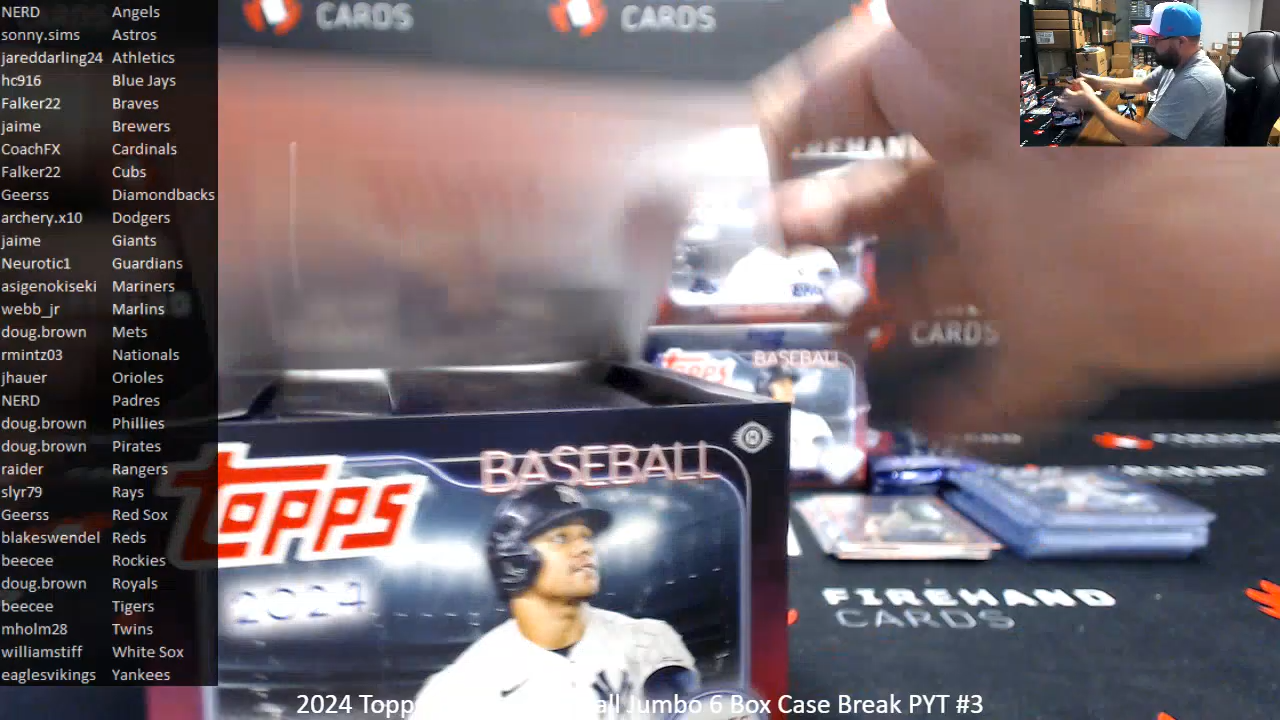 NERD Angels
sonny.sims Astros
jareddarling24 Athletics
hc916 Blue Jays
Falker22 Braves
jaime Brewers
CoachFX Cardinals
Falker22 Cubs
Geerss Diamondbacks
archery.x10 Dodgers
jaime Giants
Neurotic1 Guardians
asigenokiseki Mariners
webb_jr Marlins
doug.brown Mets
rmintz03 Nationals
jhauer Orioles
NERD Padres
doug.brown Phillies
doug.brown Pirates
raider Rangers
slyr79 Rays
Geerss Red Sox
blakeswendel Reds
beecee Rockies
doug.brown Royals
beecee Tigers
mholm28 Twins
williamstiff White Sox
eaglesvikings Yankees
CARDS
CARDS
CARDS
TOPPS BASEBALL
TOPPS
BASEBALL
2024
FIREHAND
CARDS
2024 Topps all Jumbo 6 Box Case Break PYT #3